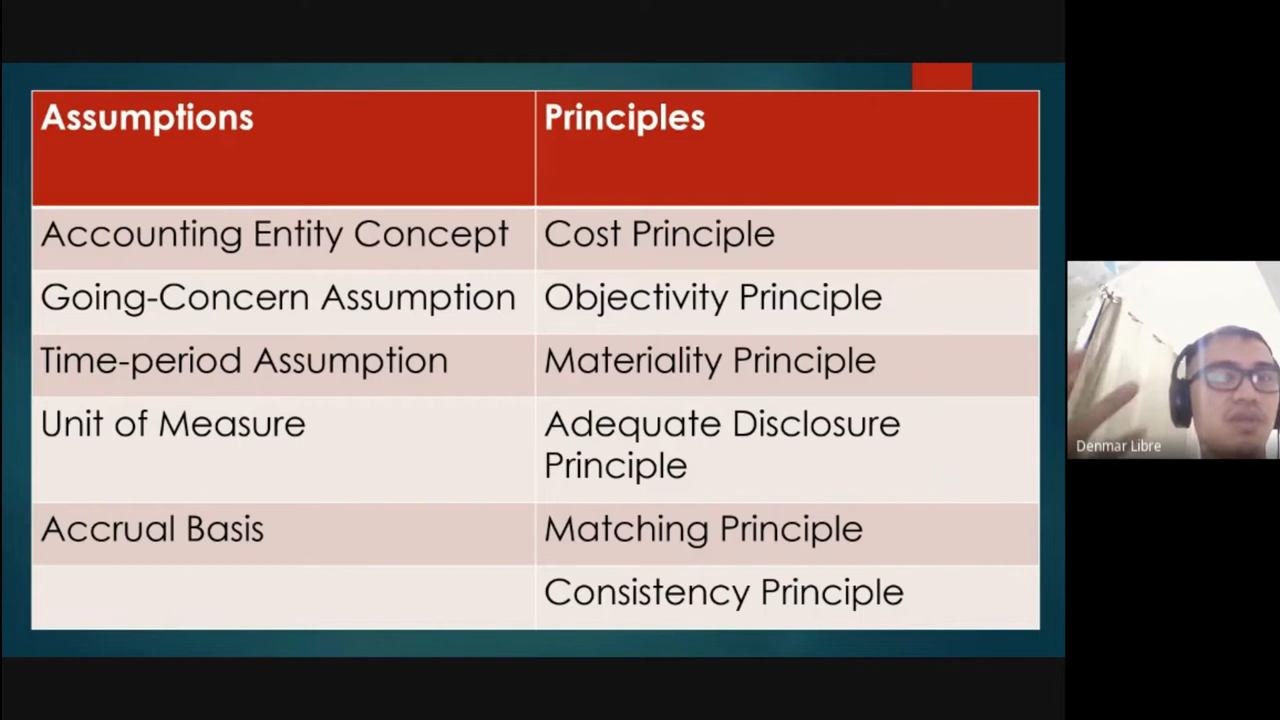 Assumptions
Principles
Accounting Entity Concept
Cost Principle
Going-Concern Assumption
Objectivity Principle
Time-period Assumption
Materiality Principle
Unit of Measure
Adequate Disclosure
Principle
Accrual Basis
Matching Principle
Consistency Principle
Denmar Libre